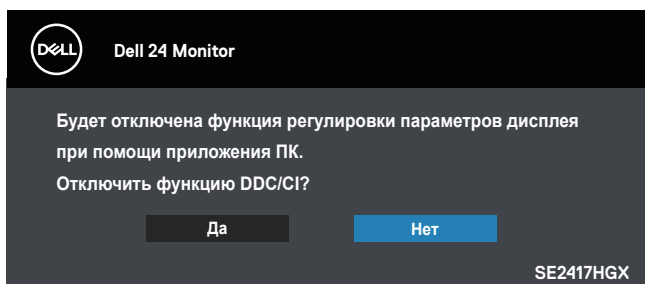 DELL
Dell 24 Monitor
Будет отключена функция регулировки параметров дисплея
при помощи приложения ПК.
Отключить функцию DDC/CI?
Да
Нет
SE2417HGX